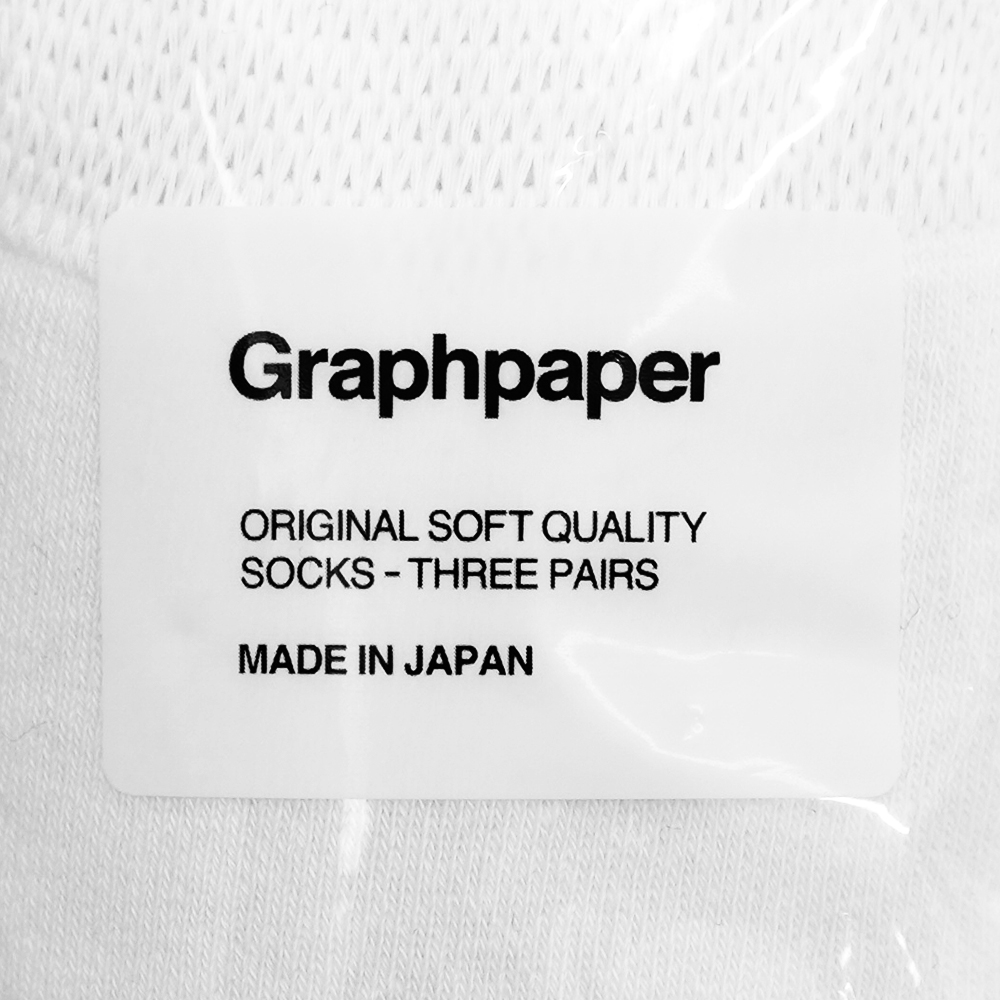 Graphpaper
ORIGINAL SOFT QUALITY
SOCKS - THREE PAIRS
MADE IN JAPAN